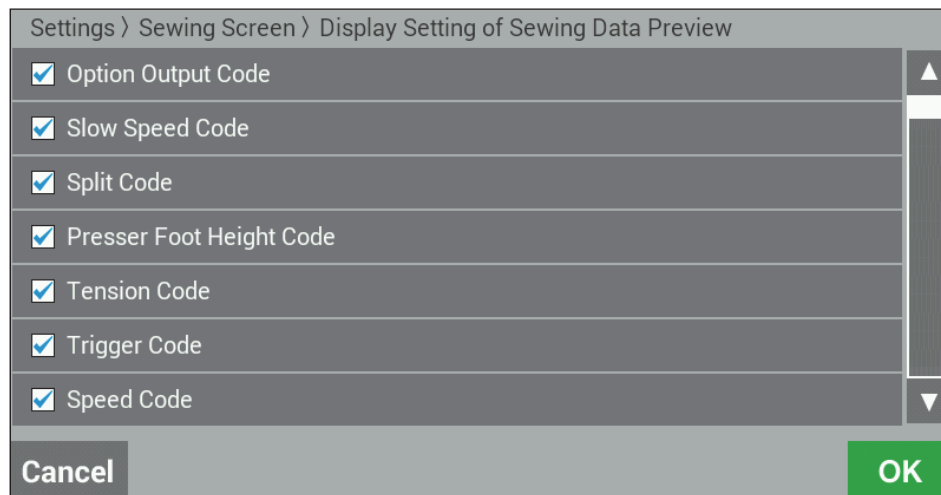 Settings 〉 Sewing Screen 〉 Display Setting of Sewing Data Preview
Option Output Code
Slow Speed Code
Split Code
Presser Foot Height Code
Tension Code
Trigger Code
Speed Code
Cancel
OK